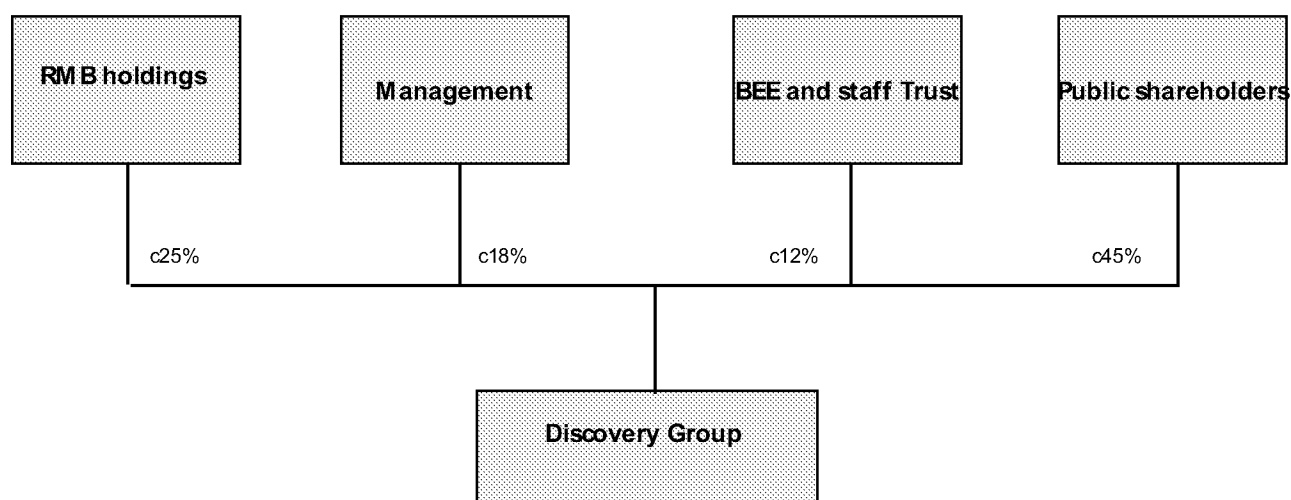 RMB holdings
Management
BEE and staff Trust
Public shareholders
c25%
c18%
c12%
c45%
Discovery Group